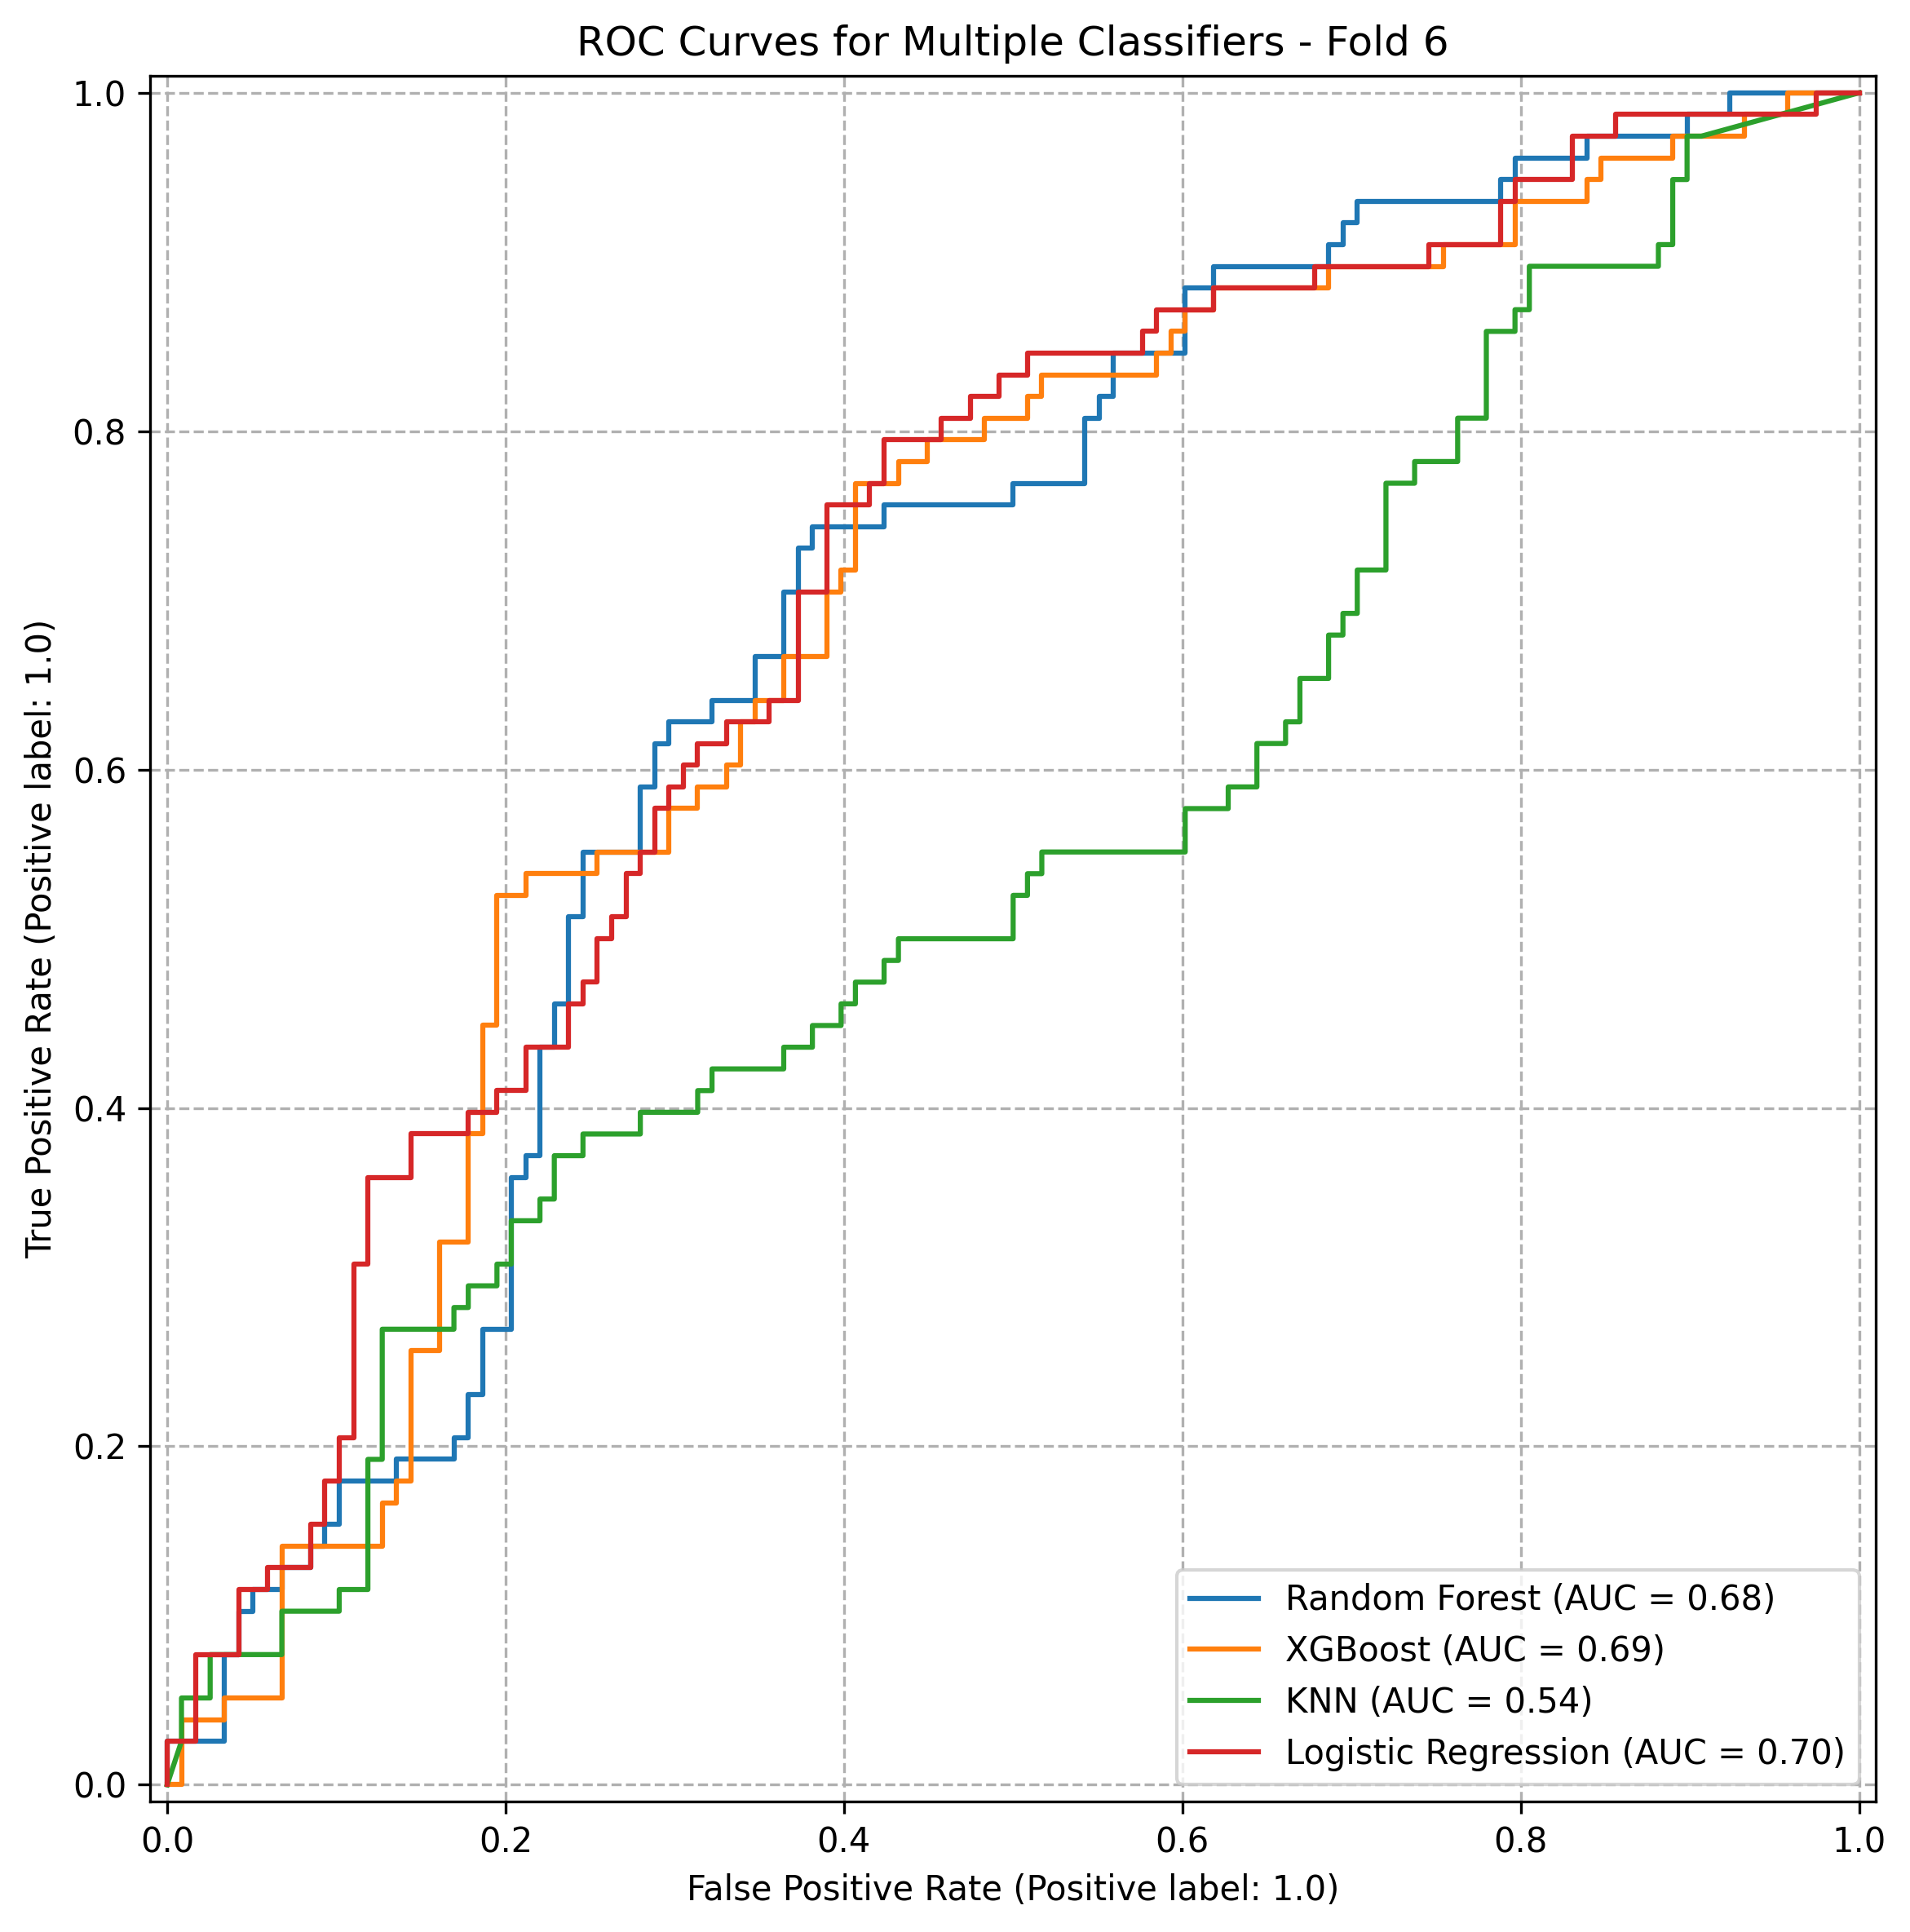 ROC Curves for Multiple Classifiers - Fold 6
True Positive Rate (Positive label: 1.0)
1.0
0.8
0.6
0.4
0.2
0.0
Random Forest (AUC = 0.68)
XGBoost (AUC = 0.69)
KNN (AUC = 0.54)
Logistic Regression (AUC = 0.70)
0.0 0.2 0.4 0.6 0.8 1.0
False Positive Rate (Positive label: 1.0)